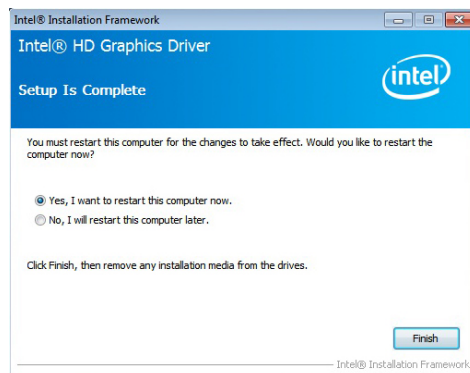 Intel® Installation Framework
Intel® HD Graphics Driver
Setup Is Complete
intel
You must restart this computer for the changes to take effect. Would you like to restart the
computer now?
Yes, I want to restart this computer now.
No, I will restart this computer later.
Click Finish, then remove any installation media from the drives.
Finish
Intel® Installation Framework